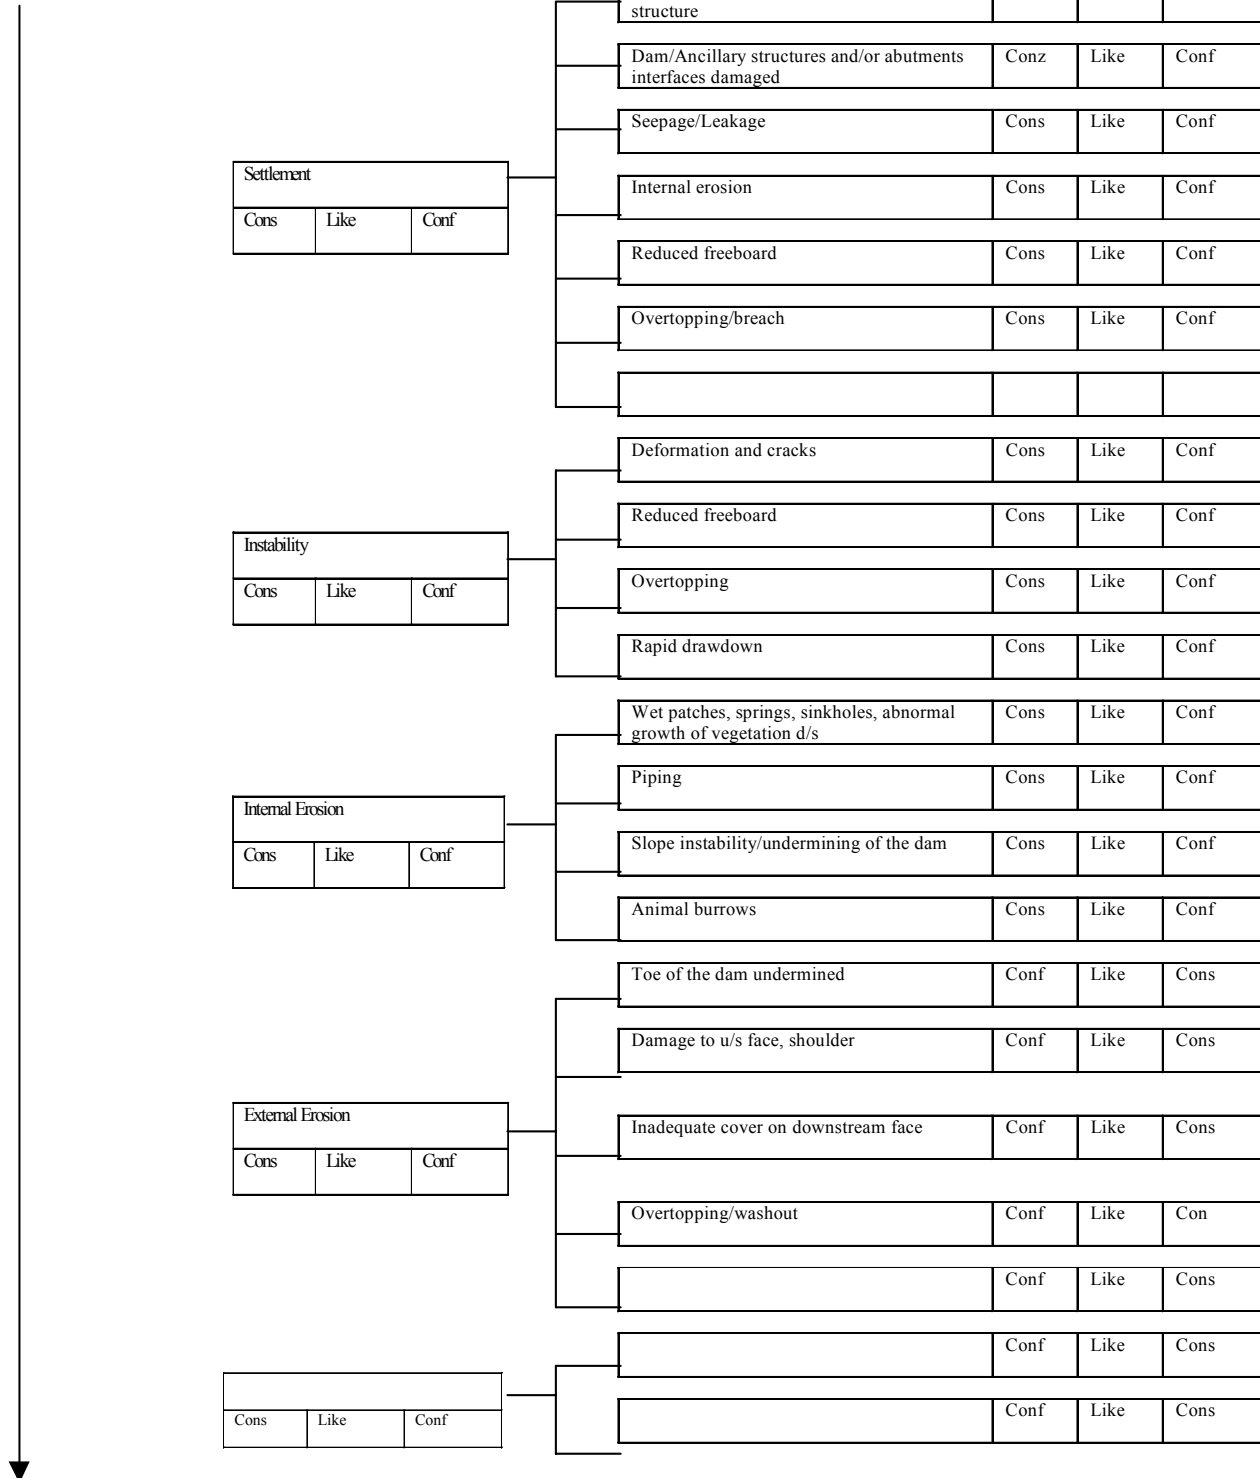 structure
Dam/Ancillary structures and/or abutments Conz Like Conf
interfaces damaged
Seepage/Leakage Cons Like Conf
Settlement
Cons Like Conf
Internal erosion Cons Like Conf
Reduced freeboard Cons Like Conf
Overtopping/breach Cons Like Conf
Deformation and cracks Cons Like Conf
Reduced freeboard Cons Like Conf
Instability
Cons Like Conf
Overtopping Cons Like Conf
Rapid drawdown Cons Like Conf
Wet patches, springs, sinkholes, abnormal Cons Like Conf
growth of vegetation d/s
Piping Cons Like Conf
Internal Erosion
Cons Like Conf
Slope instability/undermining of the dam Cons Like Conf
Animal burrows Cons Like Conf
Toe of the dam undermined Conf Like Cons
Damage to u/s face, shoulder Conf Like Cons
External Erosion
Cons Like Conf
Inadequate cover on downstream face Conf Like Cons
Overtopping/washout Conf Like Con
Conf Like Cons
Conf Like Cons
Cons Like Conf
Conf Like Cons